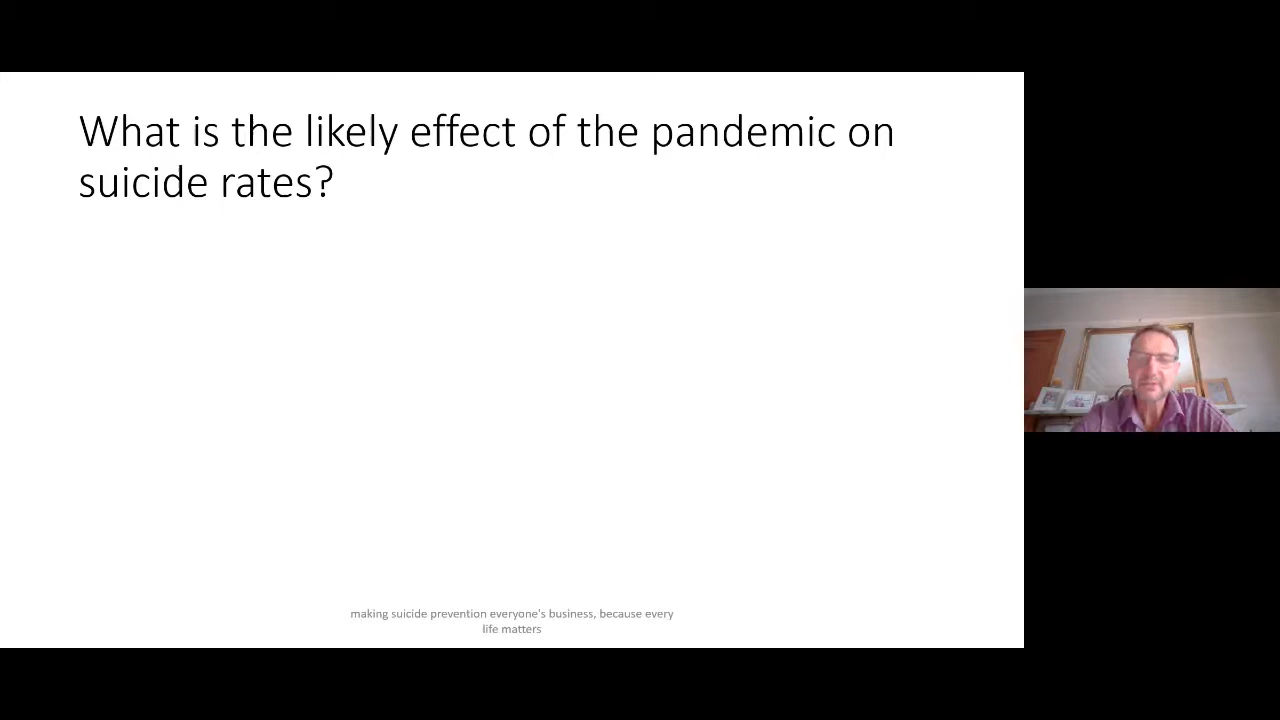 What is the likely effect of the pandemic on
suicide rates?
making suicide prevention everyone's business, because every
life matters